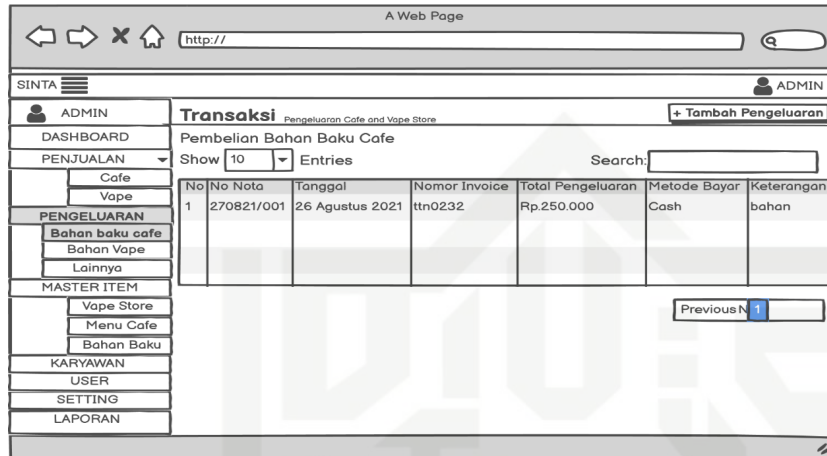 A Web Page
http://
SINTA
ADMIN
ADMIN
DASHBOARD
PENJUALAN
Cafe
Vape
PENGELUARAN
Bahan baku cafe
Bahan Vape
Lainnya
MASTER ITEM
Vape Store
Menu Cafe
Bahan Baku
KARYAWAN
USER
SETTING
LAPORAN
Transaksi Pengeluaran Cafe and Vape Store
+ Tambah Pengeluaran
Pembelian Bahan Baku Cafe
Show 10 Entries Search:
No No Nota Tanggal Nomor Invoice Total Pengeluaran Metode Bayar Keterangan
1 270821/001 26 Agustus 2021 ttn0232 Rp.250.000 Cash bahan
Previous N 1